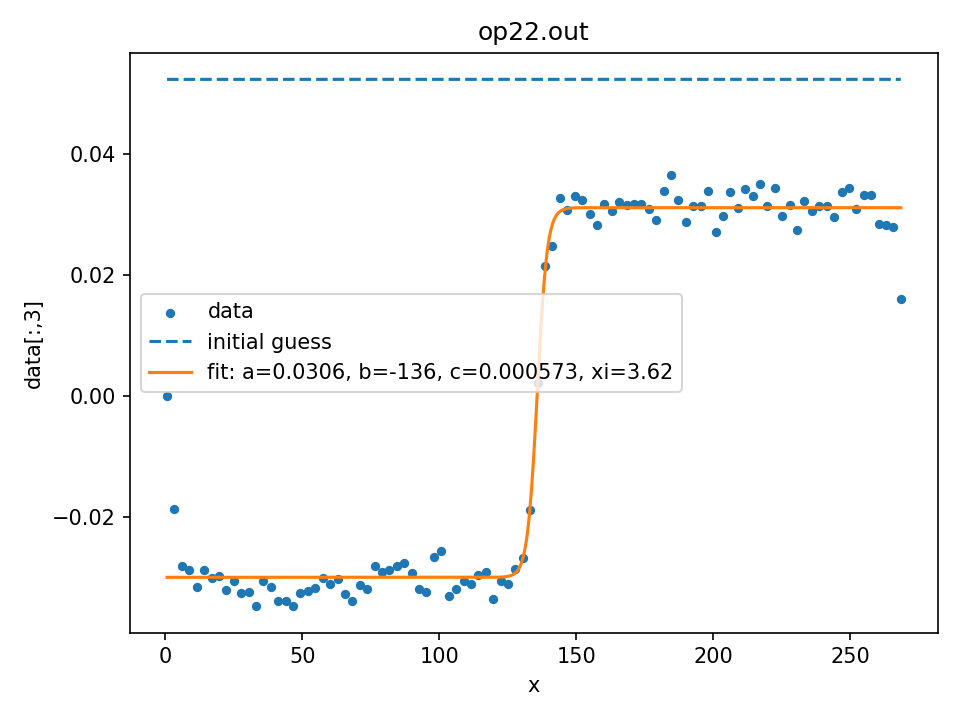 op22.out
data[:,3]
0.04
0.02
0.00
−0.02
data
initial guess
fit: a=0.0306, b=-136, c=0.000573, xi=3.62
0 50 100 150 200 250
x